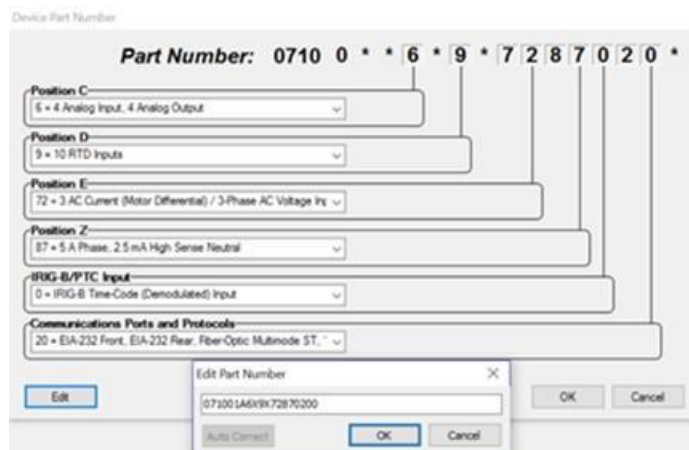 Device Part Number
Part Number: 0710 0 * * 6 * 9 * 7 2 8 7 0 2 0 *
Position C
6 = 4 Analog Input, 4 Analog Output
Position D
9 = 10 RTD Inputs
Position E
72 = 3 AC Current (Motor Differential) / 3-Phase AC Voltage Inp
Position Z
87 = 5 A Phase, 2.5 mA High Sense Neutral
IRIG-B/PTC Input
0 = IRIG-B Time-Code (Demodulated) Input
Communications Ports and Protocols
20 = EIA-232 Front, EIA-232 Rear, Fiber-Optic Multimode ST,
Edit Part Number
071001A6X9X72870200
Edit
OK
Cancel
Auto Correct
OK
Cancel